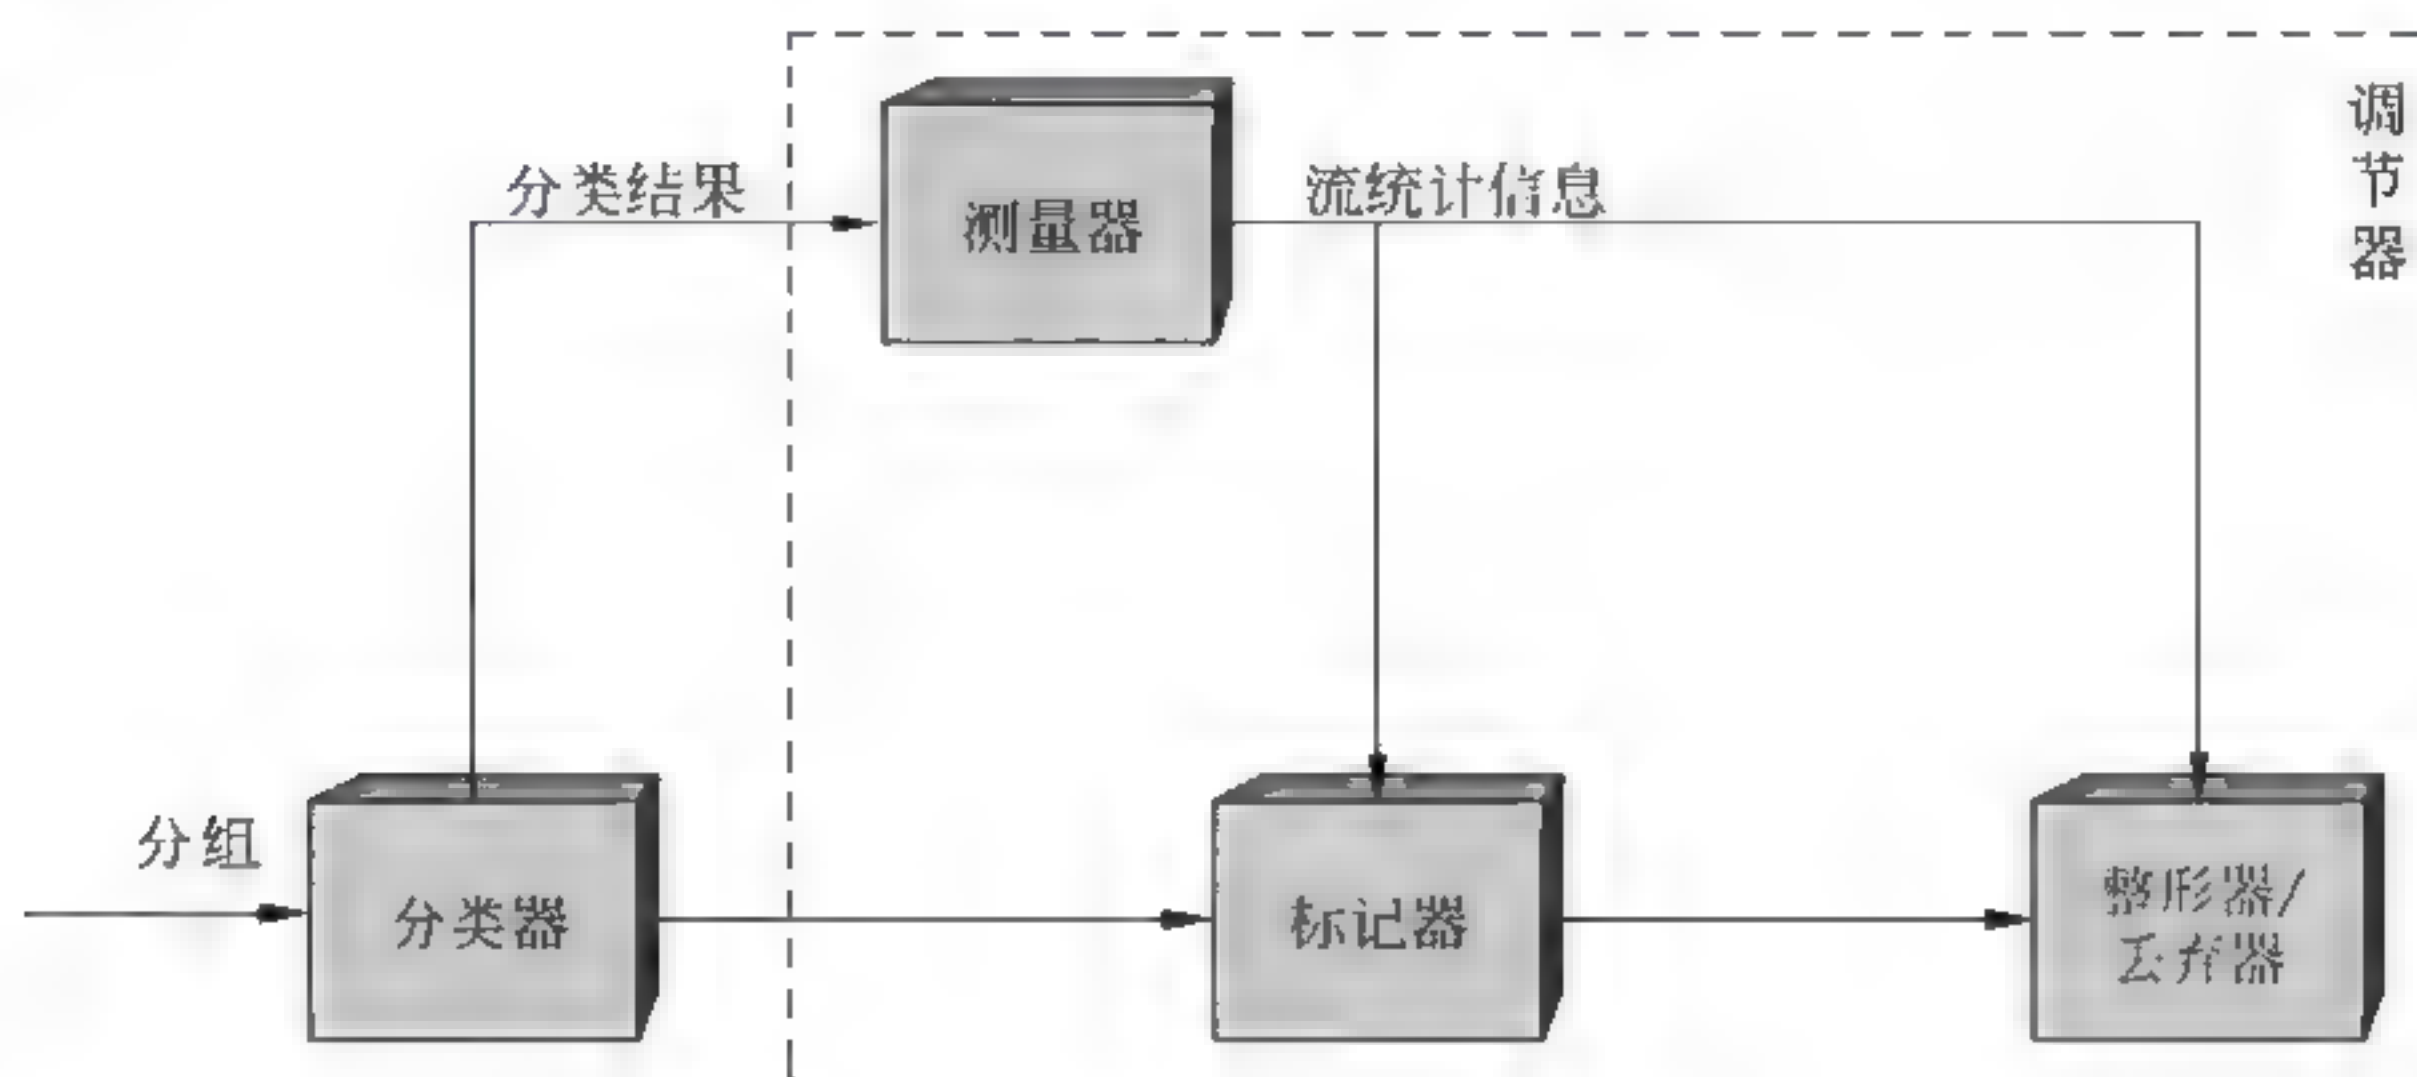 调节器
分类结果
测量器
流统计信息
分组
分类器
标记器
整形器/
丢弃器